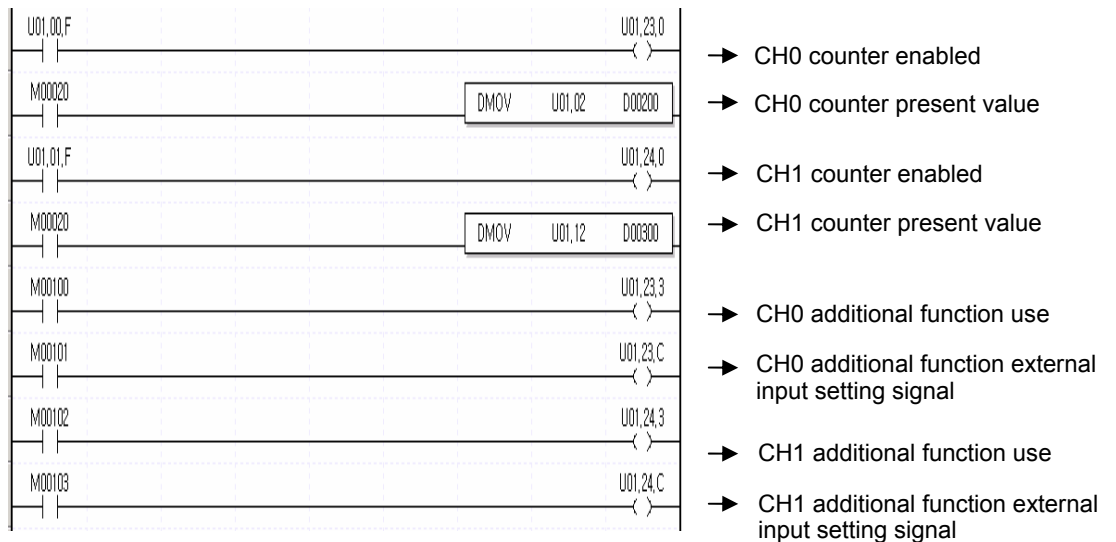 U01,00,F U01,23,0
→ CH0 counter enabled
M00020 DMOV U01,02 D00200
→ CH0 counter present value
U01,01,F U01,24,0
→ CH1 counter enabled
M00020 DMOV U01,12 D00300
→ CH1 counter present value
M00100 U01,23,3
→ CH0 additional function use
M00101 U01,23,C
→ CH0 additional function external
input setting signal
M00102 U01,24,3
→ CH1 additional function use
M00103 U01,24,C
→ CH1 additional function external
input setting signal